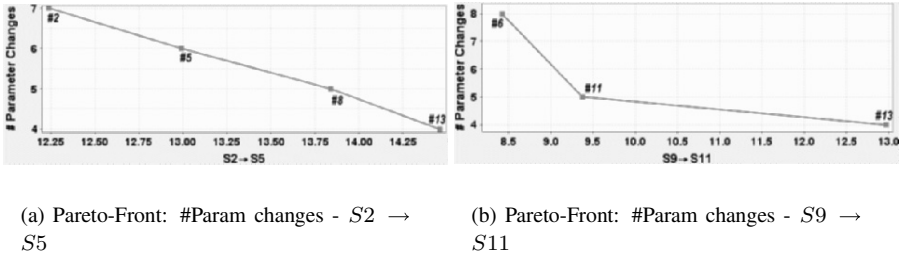 # Parameter Changes
7
6
5
4
#2
#5
#8
#13
12.25 12.50 12.75 13.00 13.25 13.50 13.75 14.00 14.25
S2→S5
# Parameter Changes
8
7
6
5
4
#6
#11
#13
8.5 9.0 9.5 10.0 10.5 11.0 11.5 12.0 12.5 13.0
S9→S11
(a) Pareto-Front: #Param changes - S2 →
S5
(b) Pareto-Front: #Param changes - S9 →
S11